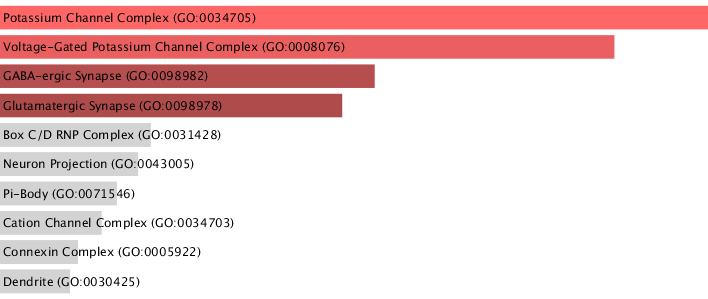 Potassium Channel Complex (GO:0034705)
Voltage-Gated Potassium Channel Complex (GO:0008076)
GABA-ergic Synapse (GO:0098982)
Glutamatergic Synapse (GO:0098978)
Box C/D RNP Complex (GO:0031428)
Neuron Projection (GO:0043005)
Pi-Body (GO:0071546)
Cation Channel Complex (GO:0034703)
Connexin Complex (GO:0005922)
Dendrite (GO:0030425)